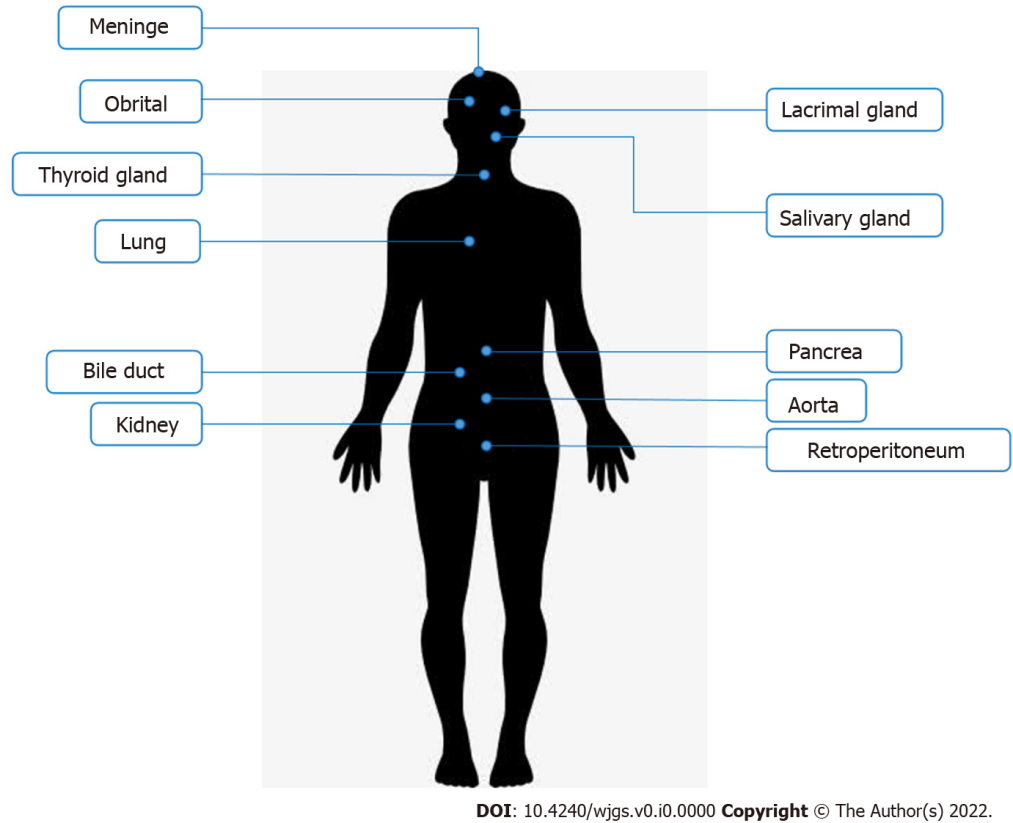 Meninge
Obrital
Thyroid gland
Lung
Bile duct
Kidney
Lacrimal gland
Salivary gland
Pancrea
Aorta
Retroperitoneum
DOI: 10.4240/wjgs.v0.i0.0000 Copyright © The Author(s) 2022.